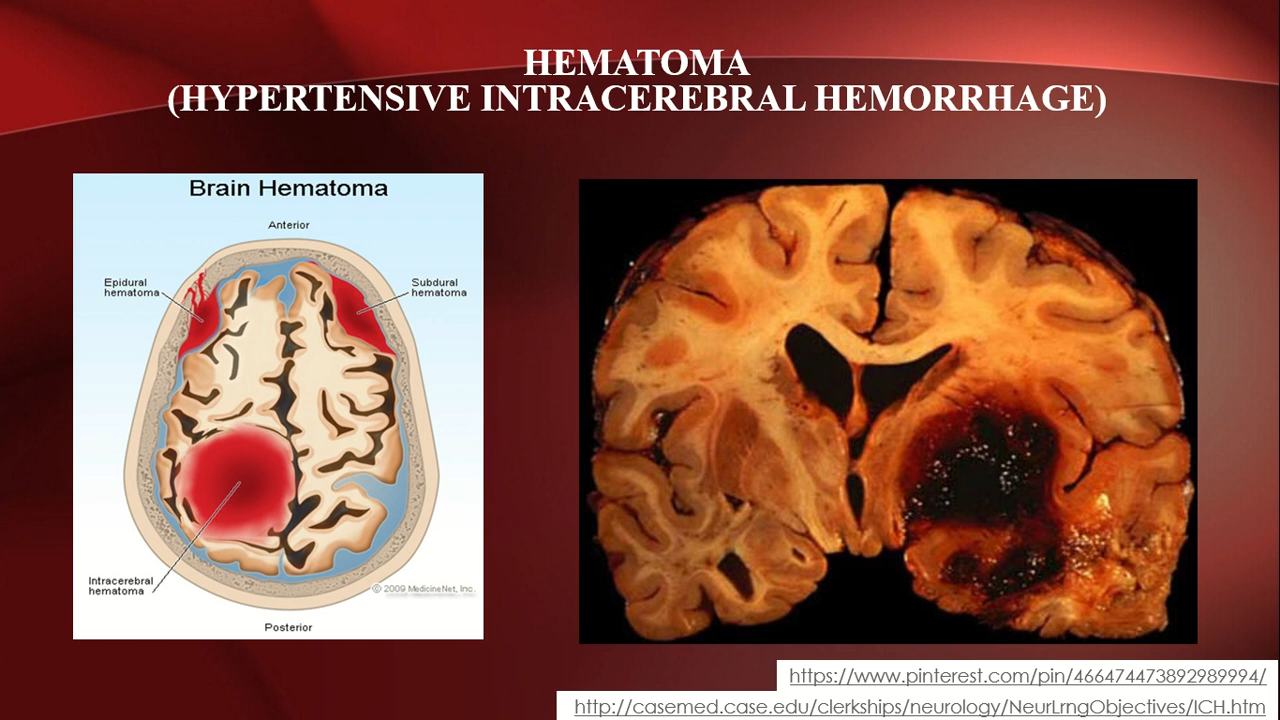 HEMATOMA
(HYPERTENSIVE INTRACEREBRAL HEMORRHAGE)
Brain Hematoma
Anterior
Epidural
hematoma
Subdural
hematoma
Intracerebral
hematoma
© 2009 MedicineNet, Inc.
Posterior
https://www.pinterest.com/pin/466474473892989994/
http://casemed.case.edu/clerkships/neurology/NeurLrngObjectives/ICH.htm